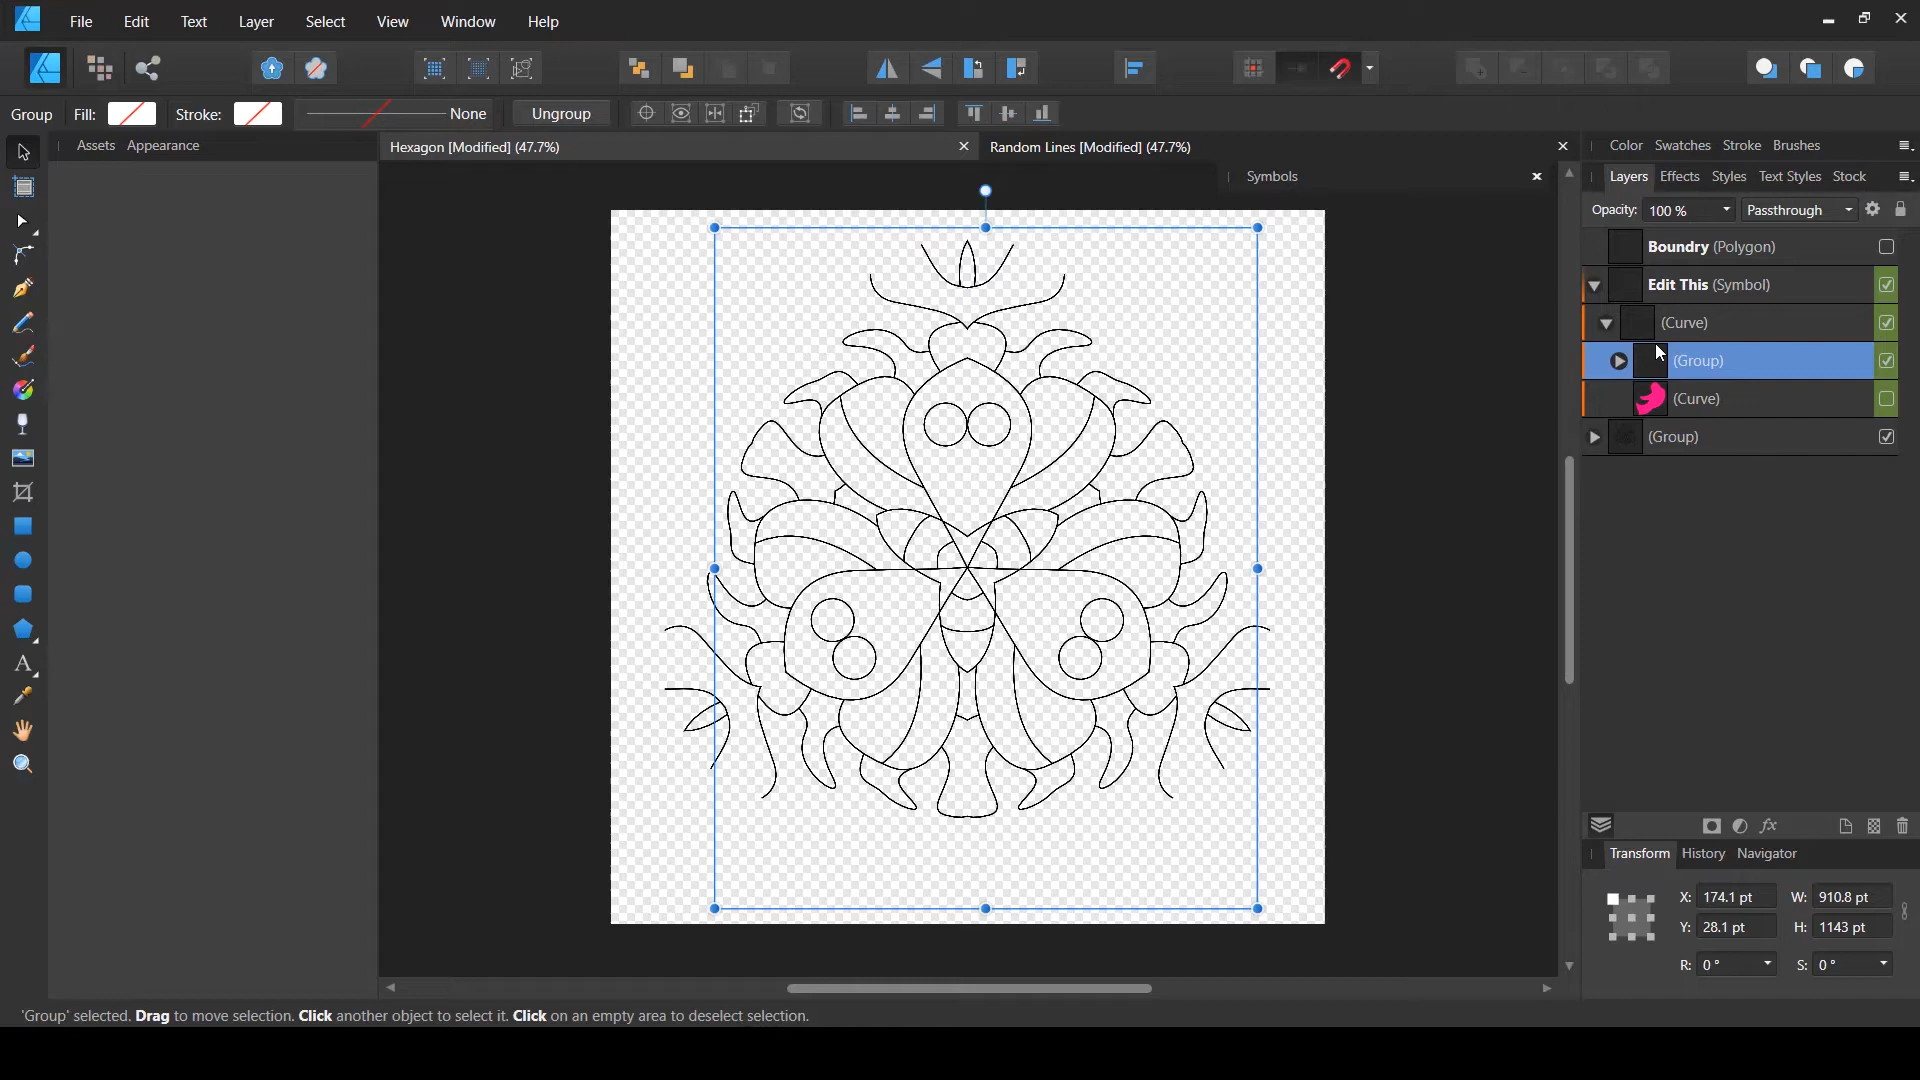 File Edit Text Layer Select View Window Help
Group Fill: Stroke: None Ungroup
Assets Appearance
Hexagon [Modified] (47.7%)
Random Lines [Modified] (47.7%)
Symbols
Color Swatches Stroke Brushes
Layers Effects Styles Text Styles Stock
Opacity: 100 % Passthrough
Boundry (Polygon)
Edit This (Symbol)
(Curve)
(Group)
(Curve)
(Group)
fx
A
Transform History Navigator
X: 174.1 pt W: 910.8 pt
Y: 28.1 pt H: 1143 pt
R: 0 ° S: 0 °
'Group' selected. Drag to move selection. Click another object to select it. Click on an empty area to deselect selection.